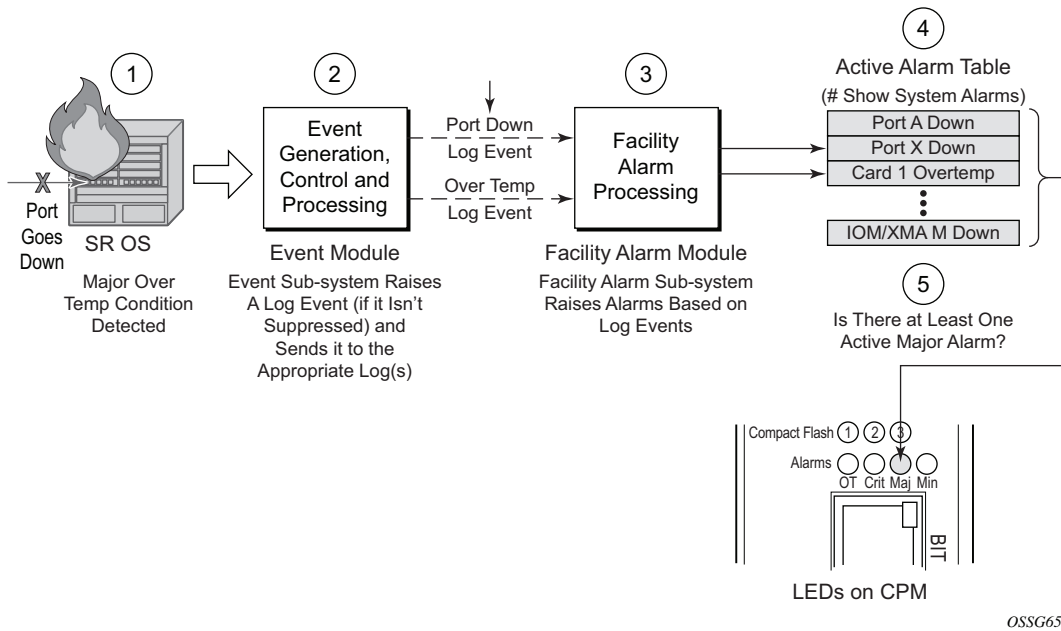 1
Port
Goes
Down
SR OS
Major Over
Temp Condition
Detected
2
Event
Generation,
Control and
Processing
Event Module
Event Sub-system Raises
A Log Event (if it Isn't
Suppressed) and
Sends it to the
Appropriate Log(s)
Port Down
Log Event
Over Temp
Log Event
3
Facility
Alarm
Processing
Facility Alarm Module
Facility Alarm Sub-system
Raises Alarms Based on
Log Events
4
Active Alarm Table
(# Show System Alarms)
Port A Down
Port X Down
Card 1 Overtemp
IOM/XMA M Down
5
Is There at Least One
Active Major Alarm?
Compact Flash 1 2 3
Alarms
OT Crit Maj Min
BIT
LEDs on CPM
OSSG65